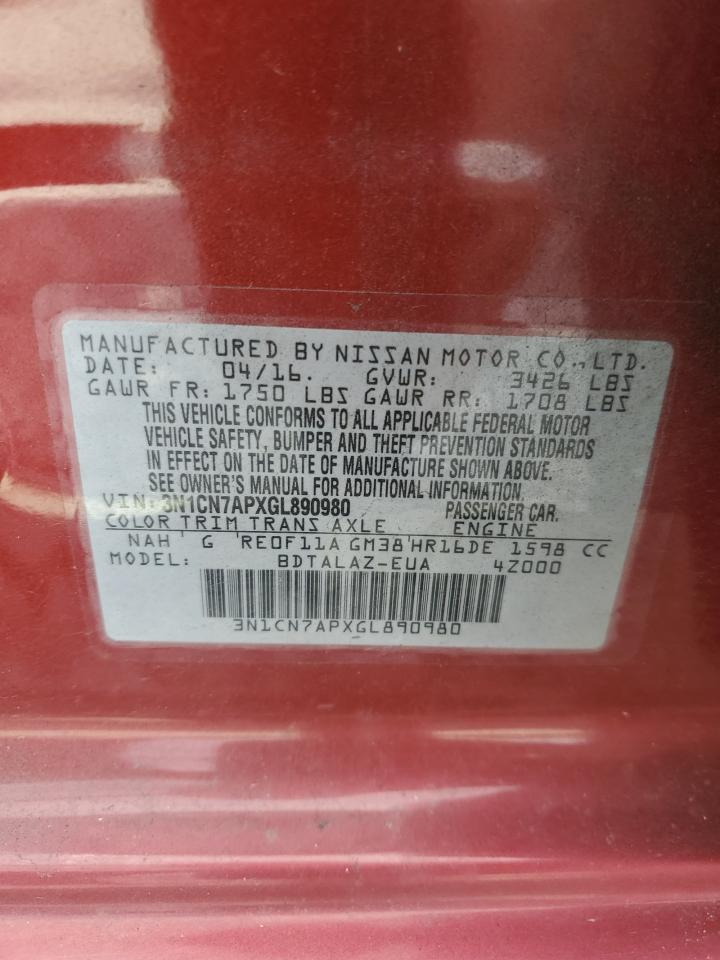 MANUFACTURED BY NISSAN MOTOR CO., LTD.
DATE: 04/16. GVWR: 3426 LBS
GAWR FR: 1750 LBS GAWR RR: 1708 LBS
THIS VEHICLE CONFORMS TO ALL APPLICABLE FEDERAL MOTOR
VEHICLE SAFETY, BUMPER AND THEFT PREVENTION STANDARDS
IN EFFECT ON THE DATE OF MANUFACTURE SHOWN ABOVE.
SEE OWNER'S MANUAL FOR ADDITIONAL INFORMATION.
VIN: 3N1CN7APXGL890980 PASSENGER CAR.
COLOR TRIM TRANS AXLE ENGINE
NAH G RE0F11A GM38 HR16DE 1598 CC
MODEL: BDTALAZ-EUA 4Z000
3N1CN7APXGL890980